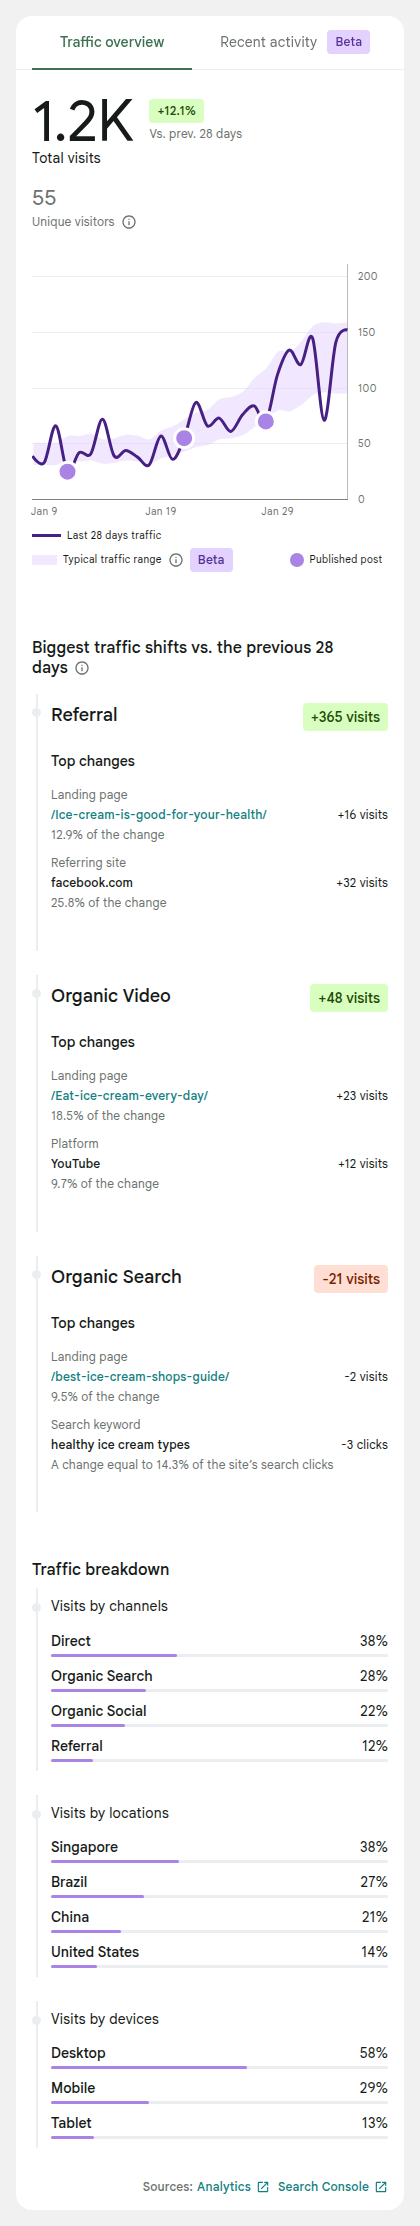 Traffic overview
Recent activity
Beta
1.2K
+12.1%
Vs. prev. 28 days
Total visits
55
Unique visitors
200
150
100
50
0
Jan 9
Jan 19
Jan 29
Last 28 days traffic
Typical traffic range
Beta
Published post
Biggest traffic shifts vs. the previous 28
days
Referral
+365 visits
Top changes
Landing page
/Ice-cream-is-good-for-your-health/
+16 visits
12.9% of the change
Referring site
facebook.com
+32 visits
25.8% of the change
Organic Video
+48 visits
Top changes
Landing page
/Eat-ice-cream-every-day/
+23 visits
18.5% of the change
Platform
YouTube
+12 visits
9.7% of the change
Organic Search
-21 visits
Top changes
Landing page
/best-ice-cream-shops-guide/
-2 visits
9.5% of the change
Search keyword
healthy ice cream types
-3 clicks
A change equal to 14.3% of the site's search clicks
Traffic breakdown
Visits by channels
Direct
38%
Organic Search
28%
Organic Social
22%
Referral
12%
Visits by locations
Singapore
38%
Brazil
27%
China
21%
United States
14%
Visits by devices
Desktop
58%
Mobile
29%
Tablet
13%
Sources: Analytics Search Console